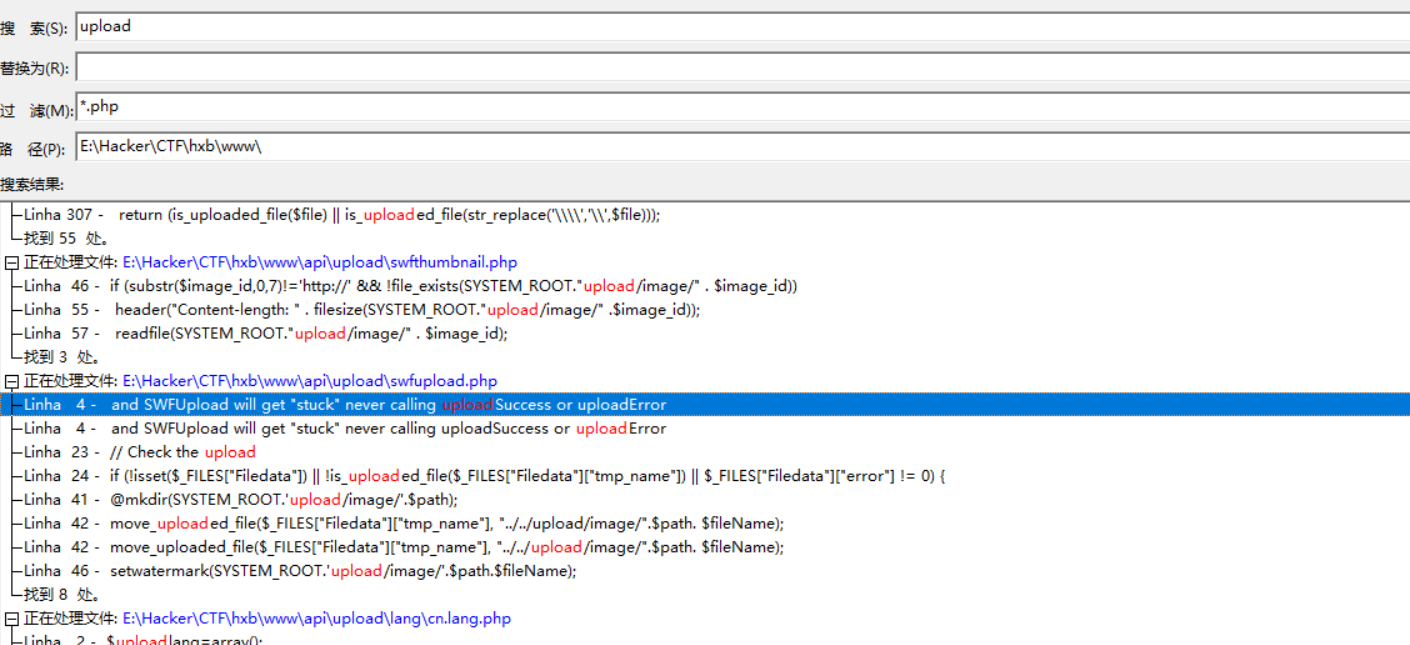 搜 索(S): upload
替换为(R):
过 滤(M): *.php
路 径(P): E:\Hacker\CTF\hxb\www\
搜索结果:
Linha 307 - return (is_uploaded_file($file) || is_uploaded_file(str_replace('\\\\','\\',$file)));
找到 55 处。
正在处理文件: E:\Hacker\CTF\hxb\www\api\upload\swfthumbnail.php
Linha 46 - if (substr($image_id,0,7)!='http://' && !file_exists(SYSTEM_ROOT."upload/image/" . $image_id))
Linha 55 - header("Content-length: " . filesize(SYSTEM_ROOT."upload/image/" .$image_id));
Linha 57 - readfile(SYSTEM_ROOT."upload/image/" . $image_id);
找到 3 处。
正在处理文件: E:\Hacker\CTF\hxb\www\api\upload\swfupload.php
Linha 4 - and SWFUpload will get "stuck" never calling uploadSuccess or uploadError
Linha 4 - and SWFUpload will get "stuck" never calling uploadSuccess or uploadError
Linha 23 - // Check the upload
Linha 24 - if (!isset($_FILES["Filedata"]) || !is_uploaded_file($_FILES["Filedata"]["tmp_name"]) || $_FILES["Filedata"]["error"] != 0) {
Linha 41 - @mkdir(SYSTEM_ROOT.'upload/image/'.$path);
Linha 42 - move_uploaded_file($_FILES["Filedata"]["tmp_name"], "../../upload/image/".$path. $fileName);
Linha 42 - move_uploaded_file($_FILES["Filedata"]["tmp_name"], "../../upload/image/".$path. $fileName);
Linha 46 - setwatermark(SYSTEM_ROOT.'upload/image/'.$path.$fileName);
找到 8 处。
正在处理文件: E:\Hacker\CTF\hxb\www\api\upload\lang\cn.lang.php
Linha 2 - $uploadlang=array();